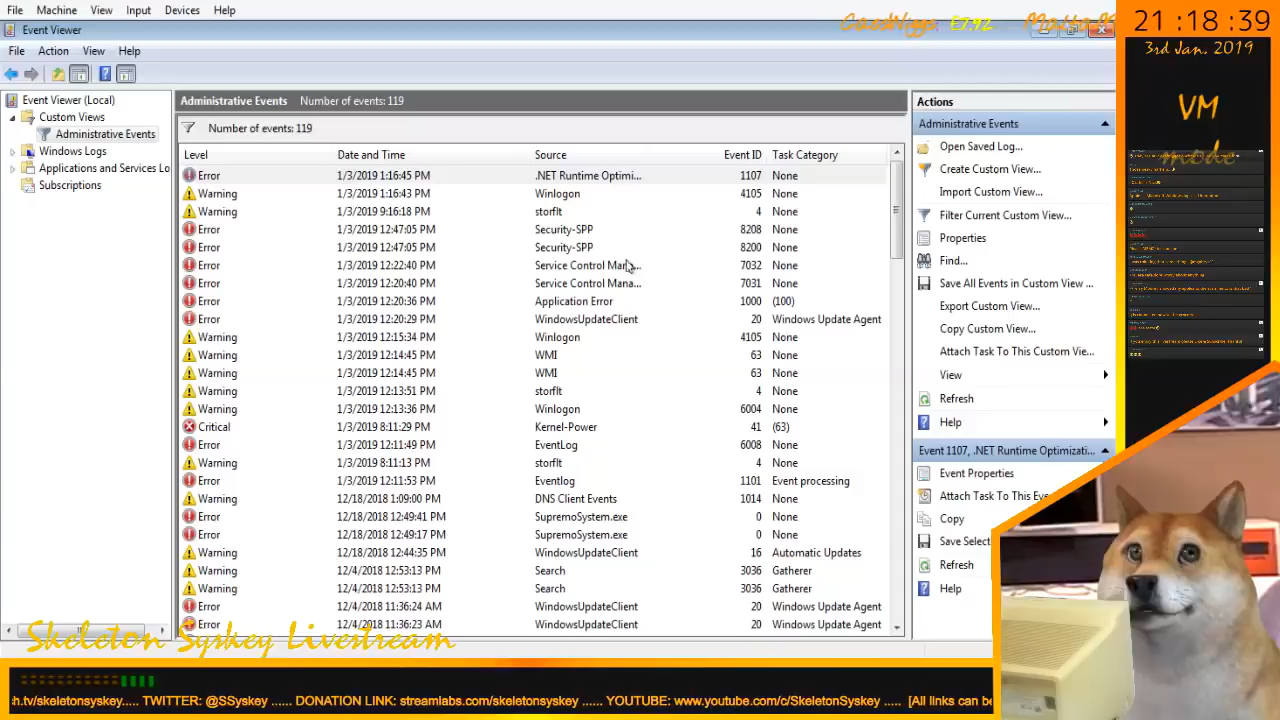 File Machine View Input Devices Help
21 :18 :39
3rd Jan. 2019
VM
mode
Event Viewer
File Action View Help
Event Viewer (Local)
Custom Views
Administrative Events
Windows Logs
Applications and Services Lo
Subscriptions
Administrative Events Number of events: 119
Number of events: 119
Level Date and Time Source Event ID Task Category
Error 1/3/2019 1:16:45 PM .NET Runtime Optimi... 1107 None
Warning 1/3/2019 1:16:43 PM Winlogon 4105 None
Warning 1/3/2019 9:16:18 PM storflt 4 None
Error 1/3/2019 12:47:05 PM Security-SPP 8208 None
Error 1/3/2019 12:47:05 PM Security-SPP 8200 None
Error 1/3/2019 12:22:40 PM Service Control Mana... 7032 None
Error 1/3/2019 12:20:40 PM Service Control Mana... 7031 None
Error 1/3/2019 12:20:36 PM Application Error 1000 (100)
Error 1/3/2019 12:20:29 PM WindowsUpdateClient 20 Windows Update Agent
Warning 1/3/2019 12:15:34 PM Winlogon 4105 None
Warning 1/3/2019 12:14:45 PM WMI 63 None
Warning 1/3/2019 12:14:45 PM WMI 63 None
Warning 1/3/2019 12:13:51 PM storflt 4 None
Warning 1/3/2019 12:13:36 PM Winlogon 6004 None
Critical 1/3/2019 8:11:29 PM Kernel-Power 41 (63)
Error 1/3/2019 12:11:49 PM EventLog 6008 None
Warning 1/3/2019 8:11:13 PM storflt 4 None
Error 1/3/2019 12:11:53 PM Eventlog 1101 Event processing
Warning 12/18/2018 1:09:00 PM DNS Client Events 1014 None
Error 12/18/2018 12:49:41 PM SupremoSystem.exe 0 None
Error 12/18/2018 12:49:17 PM SupremoSystem.exe 0 None
Warning 12/18/2018 12:44:35 PM WindowsUpdateClient 16 Automatic Updates
Warning 12/4/2018 12:53:13 PM Search 3036 Gatherer
Warning 12/4/2018 12:53:13 PM Search 3036 Gatherer
Error 12/4/2018 11:36:24 AM WindowsUpdateClient 20 Windows Update Agent
Error 12/4/2018 11:36:23 AM WindowsUpdateClient 20 Windows Update Agent
Actions
Administrative Events
Open Saved Log...
Create Custom View...
Import Custom View...
Filter Current Custom View...
Properties
Find...
Save All Events in Custom View ...
Export Custom View...
Copy Custom View...
Attach Task To This Custom Vie...
View
Refresh
Help
Event 1107, .NET Runtime Optimizati...
Event Properties
Attach Task To This Eve
Copy
Save Select
Refresh
Help
Skeleton Syskey Livestream
h.tv/skeletonsyskey..... TWITTER: @SSyskey ...... DONATION LINK: streamlabs.com/skeletonsyskey ...... YOUTUBE: www.youtube.com/c/SkeletonSyskey ...... [All links can be